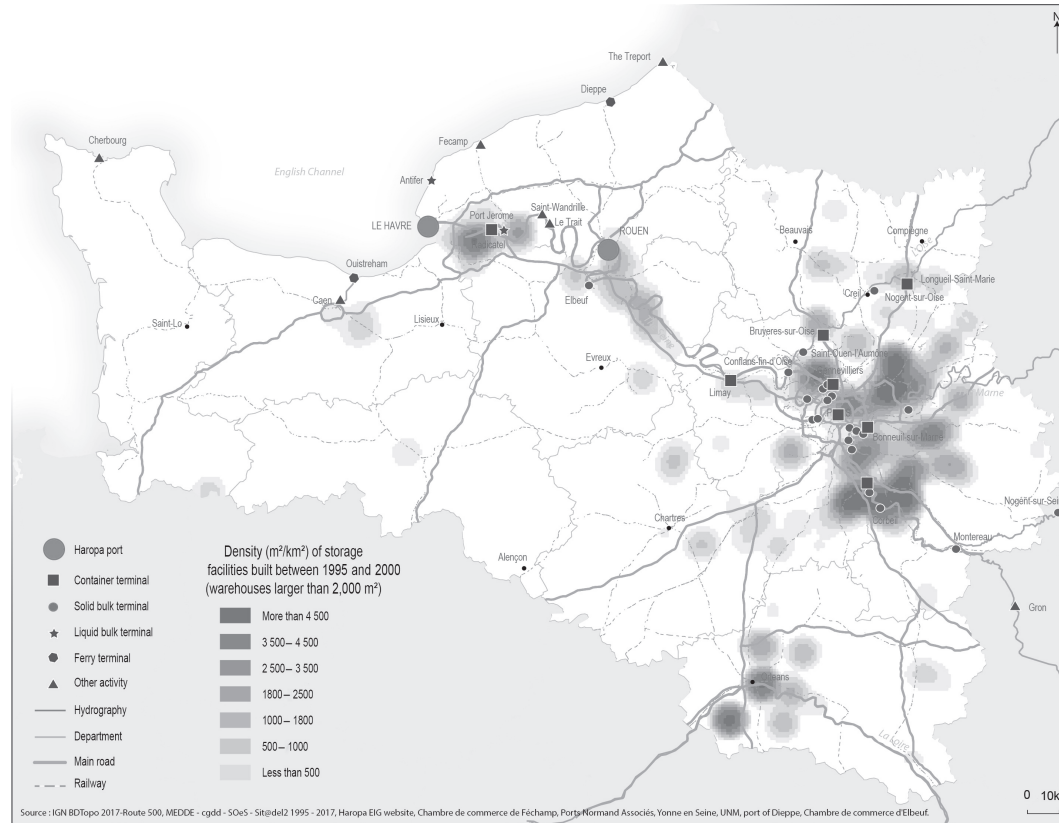 N
The Treport
Dieppe
Cherbourg
Fecamp
English Channel
Antifer
Saint-Wandrille
Port Jerome
Le Trait
LE HAVRE
ROUEN
Beauvais
Compiègne
Ouistreham
Longueil-Saint-Marie
Elbeuf
Creil
Nogent-sur-Oise
Caen
Saint-Lo
Lisieux
Bruyeres-sur-Oise
Saint-Ouen-l'Aumone
Conflans-fin-d'Oise
Evreux
Limay
Marne
Bonneuil-sur-Marne
Nogent-sur-Sei
Chartres
Corbeil
Montereau
Alençon
Gron
Orleans
La Loire
Haropa port
Container terminal
Solid bulk terminal
Liquid bulk terminal
Ferry terminal
Other activity
Hydrography
Department
Main road
Railway
Density (m²/km²) of storage
facilities built between 1995 and 2000
(warehouses larger than 2,000 m²)
More than 4 500
3 500 – 4 500
2 500 – 3 500
1800 – 2500
1000 – 1800
500 – 1000
Less than 500
0 10k
Source : IGN BDTopo 2017-Route 500, MEDDE - cgdd - SOeS - Sit@del2 1995 - 2017, Haropa EIG website, Chambre de commerce de Féchamp, Ports Normand Associés, Yonne en Seine, UNM, port of Dieppe, Chambre de commerce d'Elbeuf.